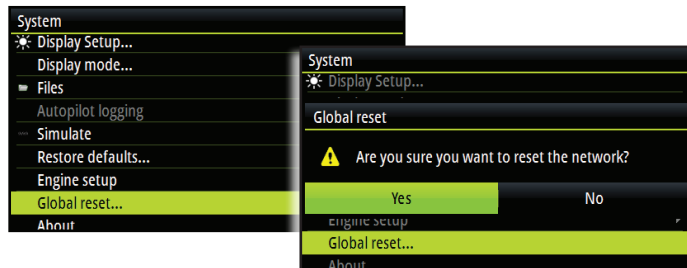 System
Display Setup...
Display mode...
Files
Autopilot logging
Simulate
Restore defaults...
Engine setup
Global reset...
About
System
Display Setup...
Global reset
Are you sure you want to reset the network?
Yes No
Engine setup
Global reset...
About